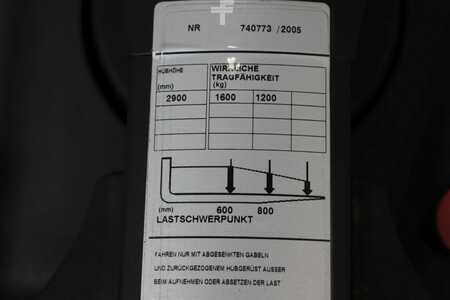 NR 740773 /2005
HUBHÖHE WIRKLICHE
TRAGFÄHIGKEIT
(mm) (kg)
2900 1600 1200
600 800
(mm)
LASTSCHWERPUNKT
FAHREN NUR MIT ABGESENKTEN GABELN
UND ZURÜCKGEZOGENEM HUBGERÜST AUSSER
BEIM AUFNEHMEN ODER ABSETZEN DER LAST